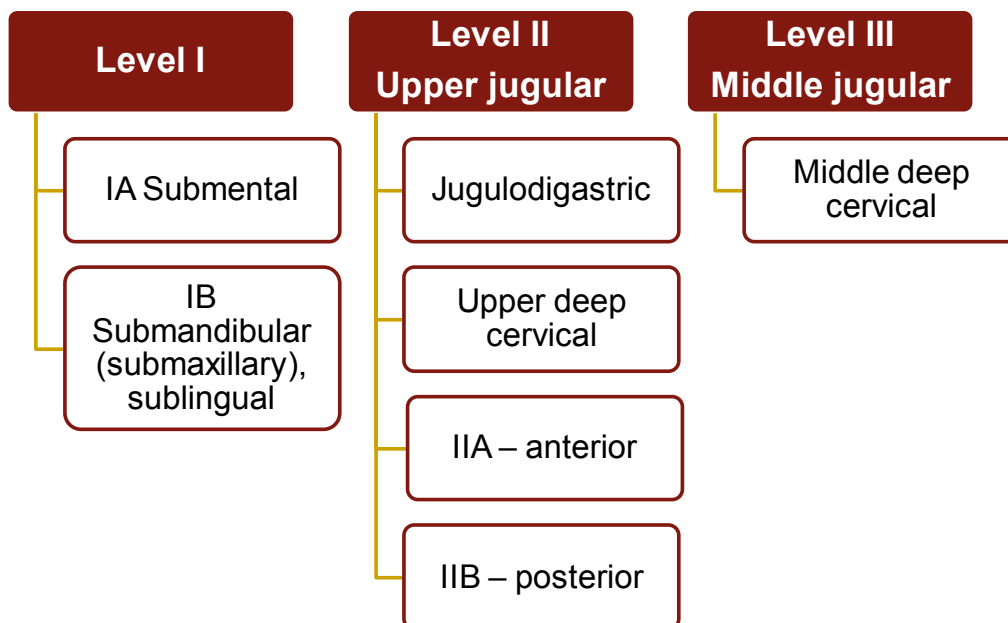 Level I
IA Submental
IB
Submandibular
(submaxillary),
sublingual
Level II
Upper jugular
Jugulodigastric
Upper deep
cervical
IIA – anterior
IIB – posterior
Level III
Middle jugular
Middle deep
cervical